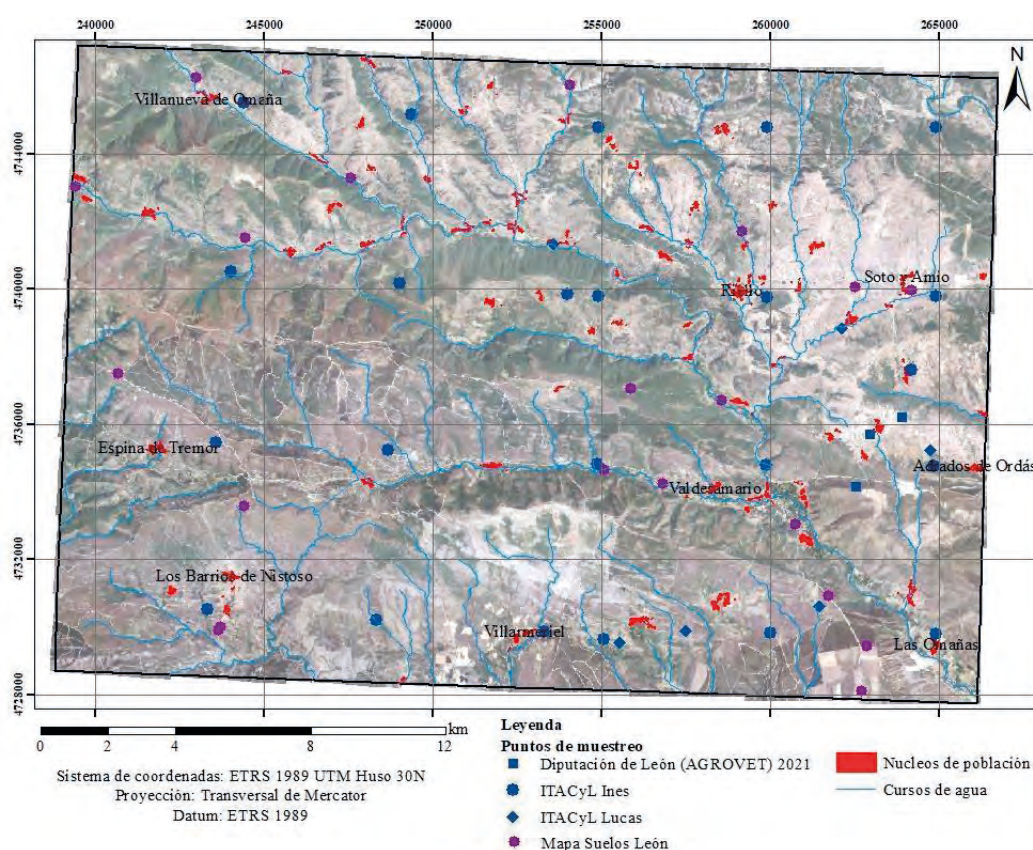 240000 245000 250000 255000 260000 265000
N
Villanueva de Omaña
4744000
4740000
Soto y Amío
Riello
4736000
Espina de Tremor
Adrados de Ordás
Valdesamario
4732000
Los Barrios de Nistoso
Villarmeriel
Las Omañas
4728000
km
0 2 4 8 12
Sistema de coordenadas: ETRS 1989 UTM Huso 30N
Proyección: Transversal de Mercator
Datum: ETRS 1989
Leyenda
Puntos de muestreo
Diputación de León (AGROVET) 2021
ITACyL Ines
ITACyL Lucas
Mapa Suelos León
Nucleos de población
Cursos de agua